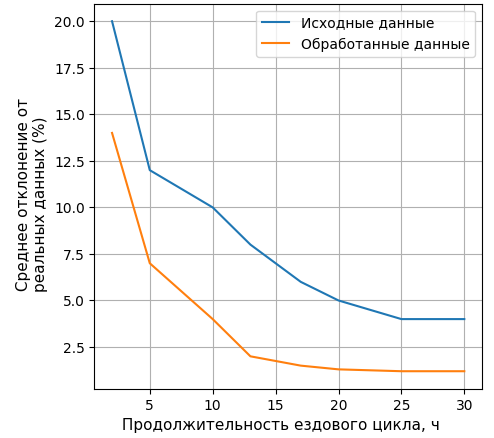 Исходные данные
Обработанные данные
20.0
17.5
15.0
12.5
10.0
7.5
5.0
2.5
Среднее отклонение от
реальных данных (%)
5 10 15 20 25 30
Продолжительность ездового цикла, ч